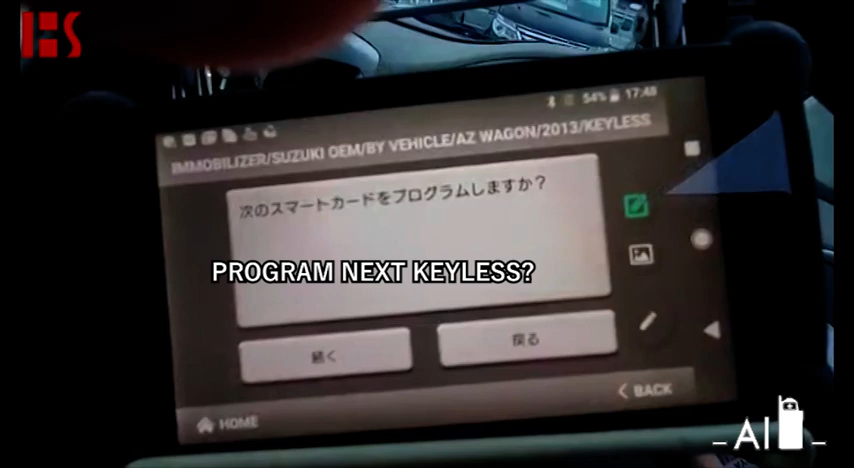 HS
54% 17:48
IMMOBILIZER/SUZUKI OEM/BY VEHICLE/AZ WAGON/2013/KEYLESS
次のスマートカードをプログラムしますか？
PROGRAM NEXT KEYLESS?
続く
戻る
BACK
HOME
AI